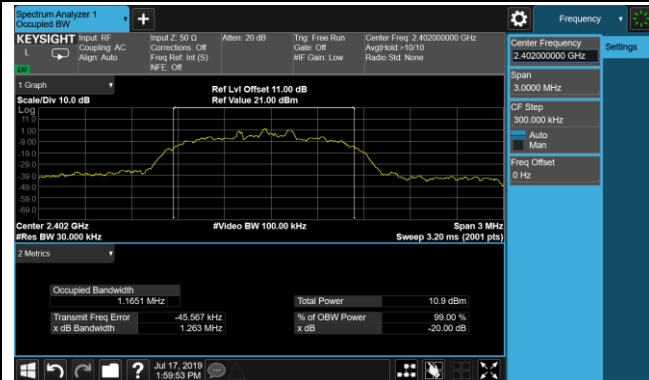 Spectrum Analyzer 1
Occupied BW
Frequency
KEYSIGHT
L
Input: RF
Coupling: AC
Align: Auto
Input Z: 50 Ω
Corrections: Off
Freq Ref: Int (S)
NFE: Off
Atten: 20 dB
Trig: Free Run
Gate: Off
#IF Gain: Low
Center Freq: 2.402000000 GHz
Avg|Hold:>10/10
Radio Std: None
Center Frequency
2.402000000 GHz
Settings
Span
3.0000 MHz
CF Step
300.000 kHz
Auto
Man
Freq Offset
0 Hz
1 Graph
Scale/Div 10.0 dB
Ref Lvl Offset 11.00 dB
Ref Value 21.00 dBm
Log
11.0
1.00
-9.00
-19.0
-29.0
-39.0
-49.0
-59.0
-69.0
Center 2.402 GHz
#Res BW 30.000 kHz
#Video BW 100.00 kHz
Span 3 MHz
Sweep 3.20 ms (2001 pts)
2 Metrics
Occupied Bandwidth
1.1651 MHz
Total Power
10.9 dBm
Transmit Freq Error
-45.567 kHz
% of OBW Power
99.00 %
x dB Bandwidth
1.263 MHz
x dB
-20.00 dB
Jul 17, 2019
1:59:53 PM